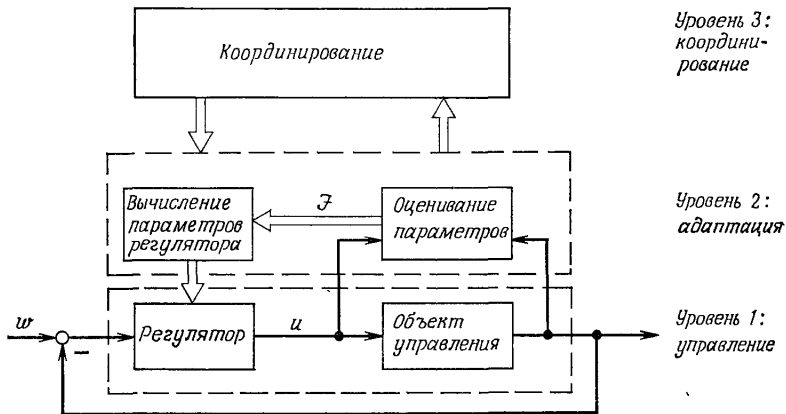 Координирование
Уровень 3:
координи-
рование
Вычисление
параметров
регулятора
ℑ
Оценивание
параметров
Уровень 2:
адаптация
w
−
Регулятор
u
Объект
управления
Уровень 1:
управление